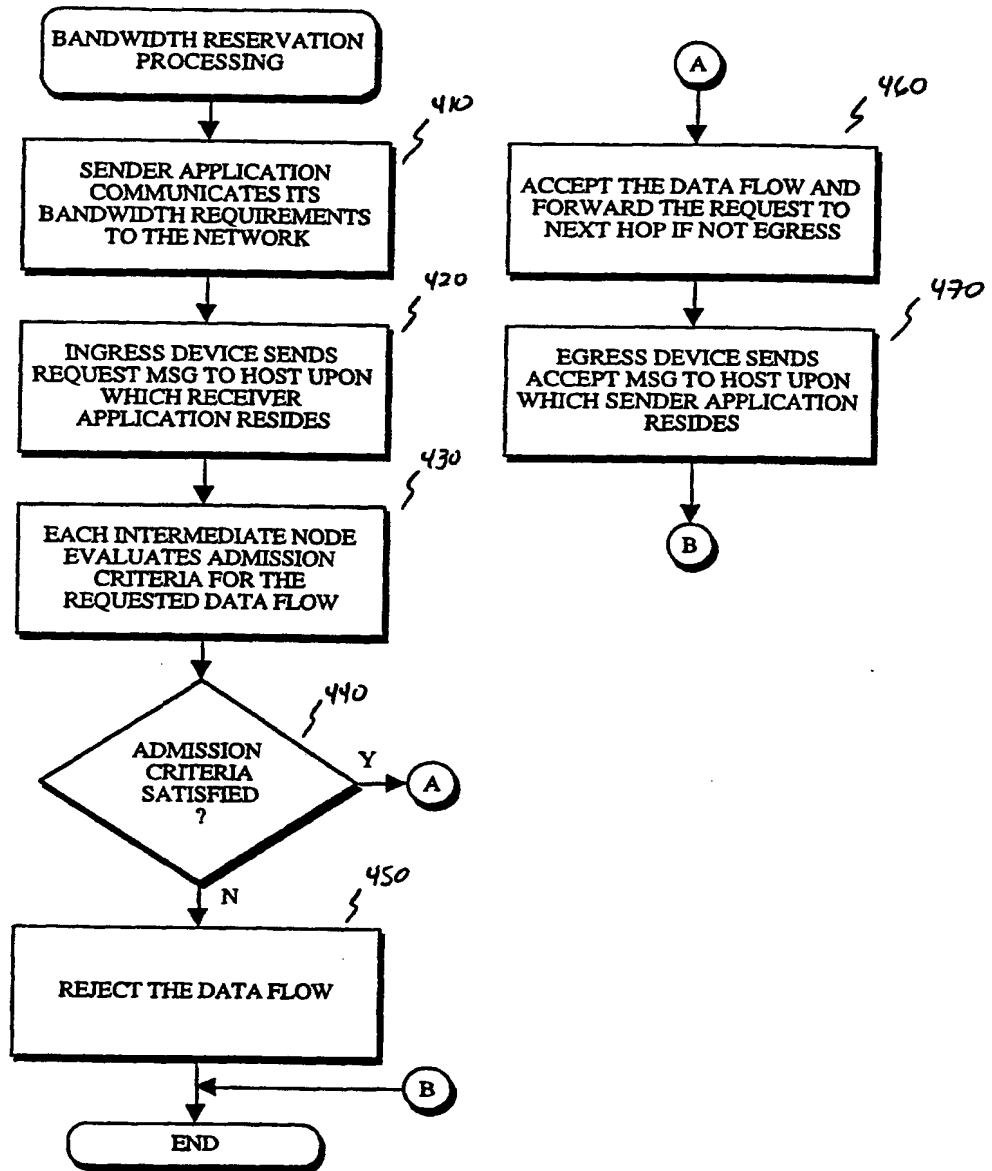 BANDWIDTH RESERVATION
PROCESSING
410
SENDER APPLICATION
COMMUNICATES ITS
BANDWIDTH REQUIREMENTS
TO THE NETWORK
420
INGRESS DEVICE SENDS
REQUEST MSG TO HOST UPON
WHICH RECEIVER
APPLICATION RESIDES
430
EACH INTERMEDIATE NODE
EVALUATES ADMISSION
CRITERIA FOR THE
REQUESTED DATA FLOW
440
ADMISSION
CRITERIA
SATISFIED
?
Y
A
N
450
REJECT THE DATA FLOW
B
END
A
460
ACCEPT THE DATA FLOW AND
FORWARD THE REQUEST TO
NEXT HOP IF NOT EGRESS
470
EGRESS DEVICE SENDS
ACCEPT MSG TO HOST UPON
WHICH SENDER APPLICATION
RESIDES
B